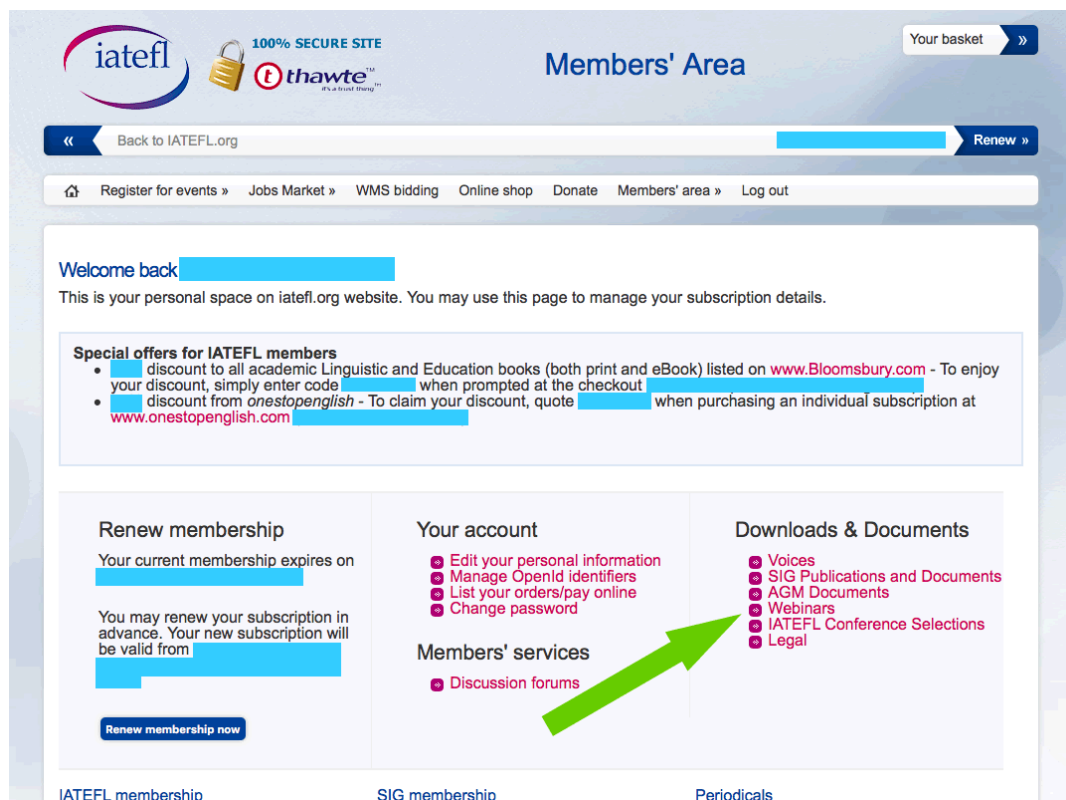 iatefl
100% SECURE SITE
thawte™
it's a trust thing™
Members' Area
Your basket »
« Back to IATEFL.org
Renew »
Register for events » Jobs Market » WMS bidding Online shop Donate Members' area » Log out
Welcome back
This is your personal space on iatefl.org website. You may use this page to manage your subscription details.
Special offers for IATEFL members
• discount to all academic Linguistic and Education books (both print and eBook) listed on www.Bloomsbury.com - To enjoy
your discount, simply enter code when prompted at the checkout
• discount from onestopenglish - To claim your discount, quote when purchasing an individual subscription at
www.onestopenglish.com
Renew membership
Your current membership expires on
You may renew your subscription in
advance. Your new subscription will
be valid from
Renew membership now
Your account
Edit your personal information
Manage OpenId identifiers
List your orders/pay online
Change password
Members' services
Discussion forums
Downloads & Documents
Voices
SIG Publications and Documents
AGM Documents
Webinars
IATEFL Conference Selections
Legal
IATEFL membership
SIG membership
Periodicals